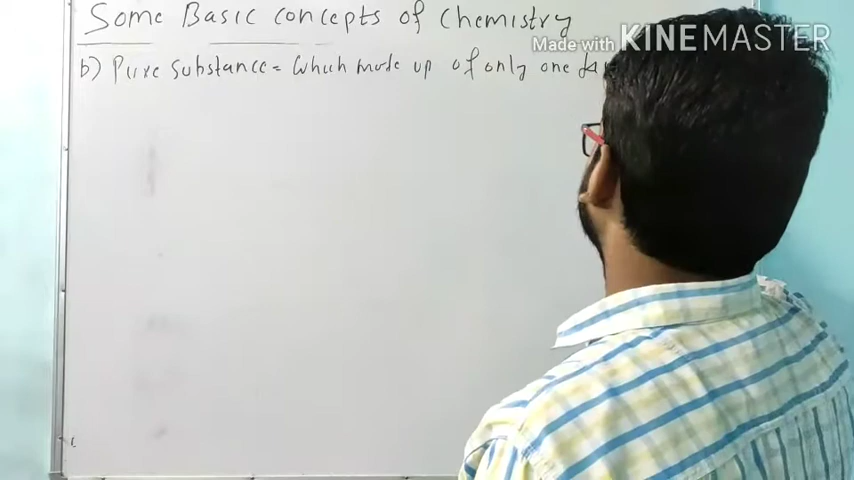 Some Basic concepts of Chemistry
Made with KINEMASTER
b) Pure Substance = Which made up of only one